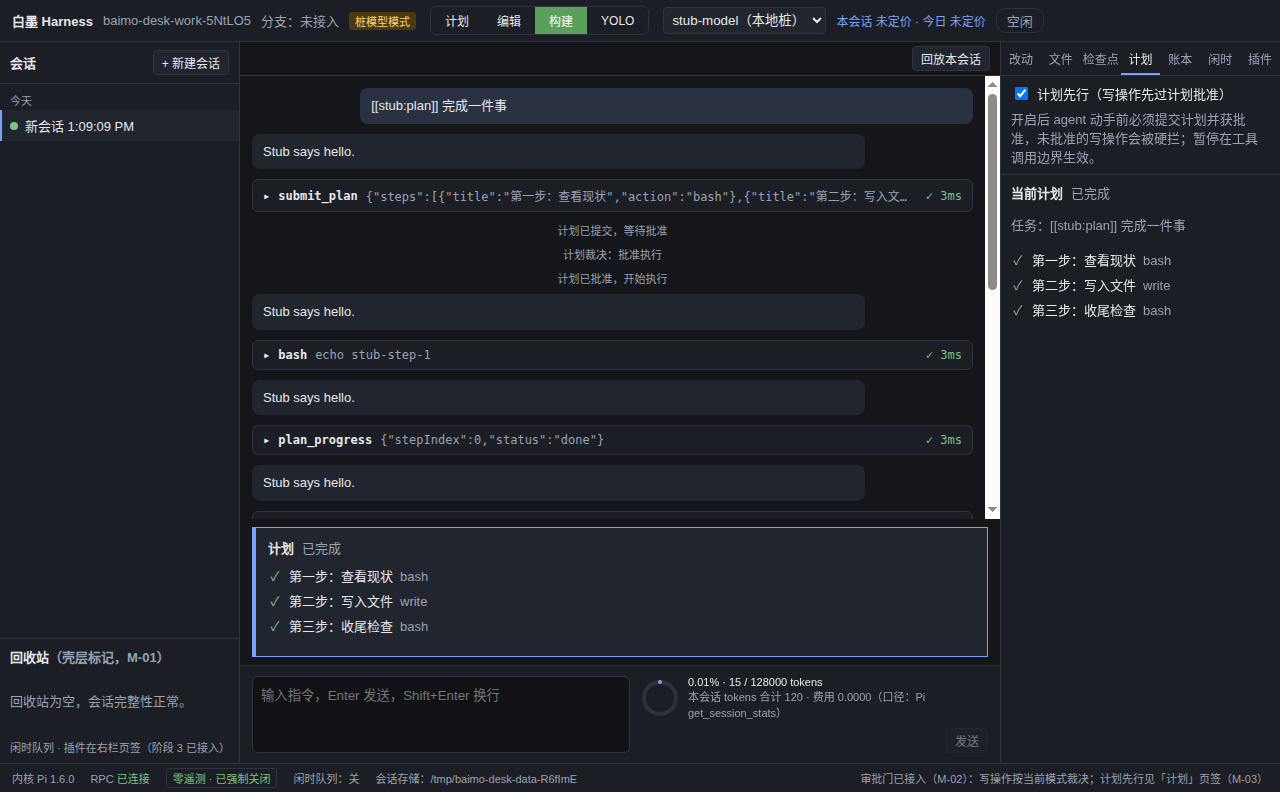 白墨 Harness baimo-desk-work-5NtLO5 分支：未接入 桩模型模式 计划 编辑 构建 YOLO stub-model（本地桩） 本会话 未定价 · 今日 未定价 空闲
会话 + 新建会话
今天
新会话 1:09:09 PM
回收站（壳层标记，M-01）
回收站为空，会话完整性正常。
闲时队列 · 插件在右栏页签（阶段 3 已接入）
回放本会话
[[stub:plan]] 完成一件事
Stub says hello.
▸ submit_plan {"steps":[{"title":"第一步：查看现状","action":"bash"},{"title":"第二步：写入文… ✓ 3ms
计划已提交，等待批准
计划裁决：批准执行
计划已批准，开始执行
Stub says hello.
▸ bash echo stub-step-1 ✓ 3ms
Stub says hello.
▸ plan_progress {"stepIndex":0,"status":"done"} ✓ 3ms
Stub says hello.
计划 已完成
✓ 第一步：查看现状 bash
✓ 第二步：写入文件 write
✓ 第三步：收尾检查 bash
输入指令，Enter 发送，Shift+Enter 换行
0.01% · 15 / 128000 tokens
本会话 tokens 合计 120 · 费用 0.0000（口径：Pi
get_session_stats）
发送
改动 文件 检查点 计划 账本 闲时 插件
计划先行（写操作先过计划批准）
开启后 agent 动手前必须提交计划并获批
准，未批准的写操作会被硬拦；暂停在工具
调用边界生效。
当前计划 已完成
任务：[[stub:plan]] 完成一件事
✓ 第一步：查看现状 bash
✓ 第二步：写入文件 write
✓ 第三步：收尾检查 bash
内核 Pi 1.6.0 RPC 已连接 零遥测 · 已强制关闭 闲时队列：关 会话存储：/tmp/baimo-desk-data-R6fImE 审批门已接入（M-02）：写操作按当前模式裁决；计划先行见「计划」页签（M-03）